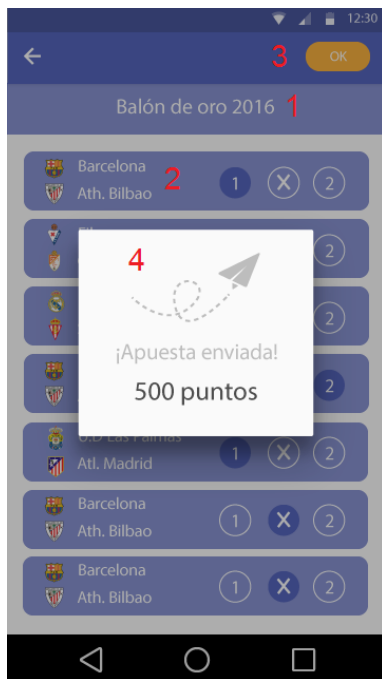 12:30
3 OK
Balón de oro 2016 1
Barcelona
2
Ath. Bilbao
1 X 2
2
4
2
¡Apuesta enviada!
500 puntos
2
U.D Las Palmas
Atl. Madrid
1 X 2
Barcelona
Ath. Bilbao
1 X 2
Barcelona
Ath. Bilbao
1 X 2